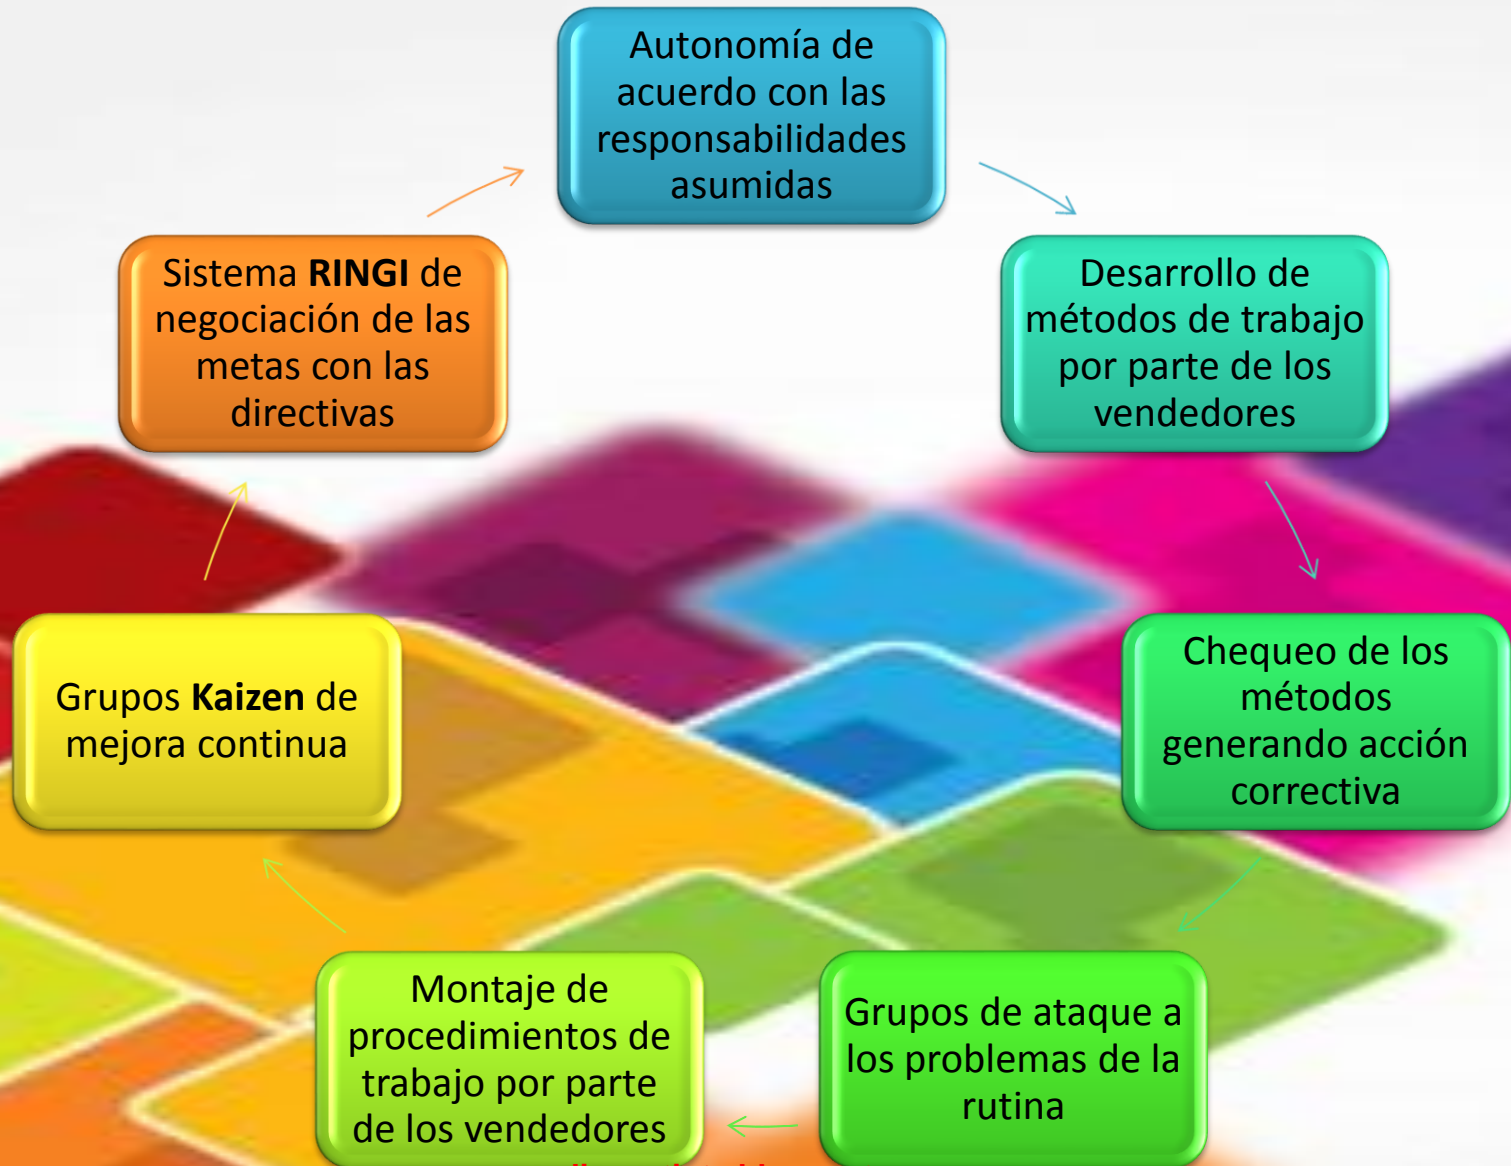 Autonomía de
acuerdo con las
responsabilidades
asumidas
Desarrollo de
métodos de trabajo
por parte de los
vendedores
Chequeo de los
métodos
generando acción
correctiva
Grupos de ataque a
los problemas de la
rutina
Montaje de
procedimientos de
trabajo por parte
de los vendedores
Grupos Kaizen de
mejora continua
Sistema RINGI de
negociación de las
metas con las
directivas